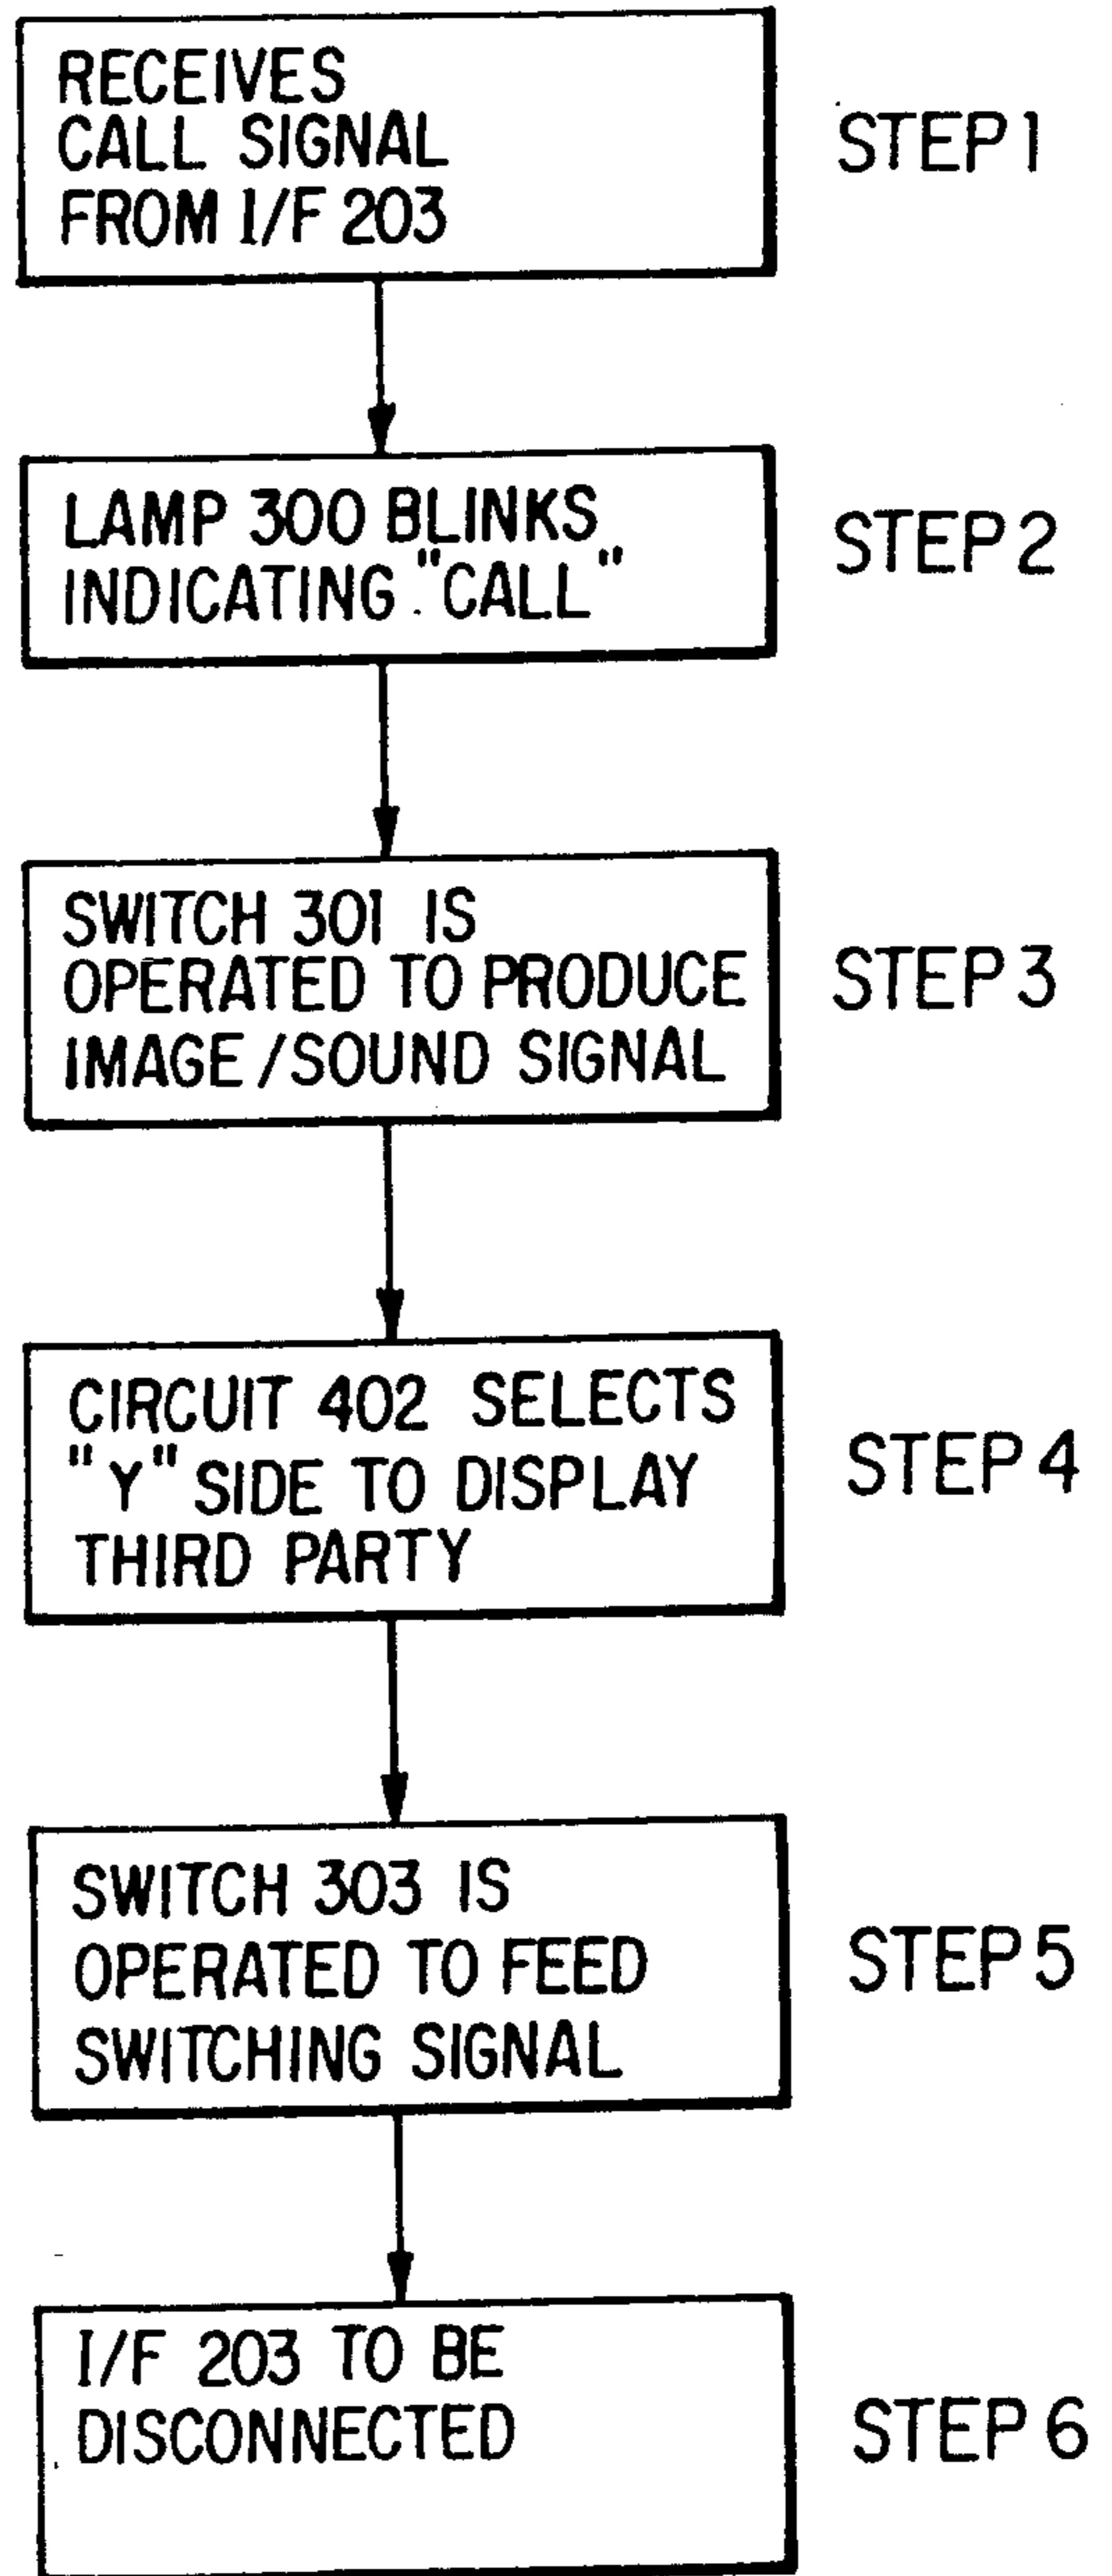 RECEIVES
CALL SIGNAL
FROM I/F 203
STEP 1
LAMP 300 BLINKS
INDICATING "CALL"
STEP 2
SWITCH 301 IS
OPERATED TO PRODUCE
IMAGE/SOUND SIGNAL
STEP 3
CIRCUIT 402 SELECTS
"Y" SIDE TO DISPLAY
THIRD PARTY
STEP 4
SWITCH 303 IS
OPERATED TO FEED
SWITCHING SIGNAL
STEP 5
I/F 203 TO BE
DISCONNECTED
STEP 6